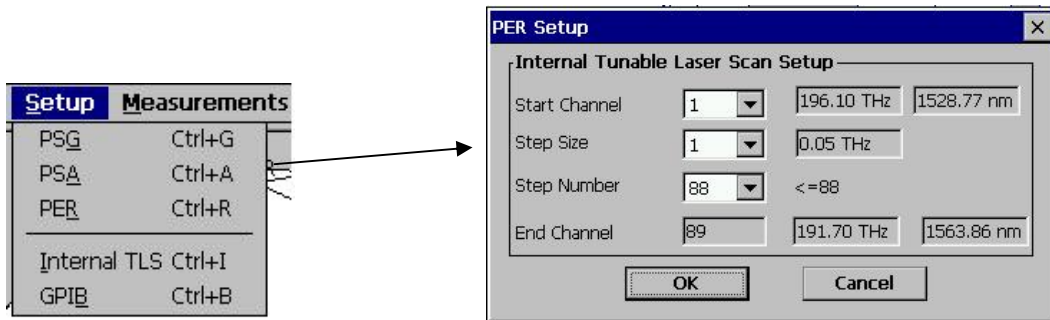 Setup Measurements
PSG Ctrl+G
PSA Ctrl+A
PER Ctrl+R
Internal TLS Ctrl+I
GPIB Ctrl+B
PER Setup
Internal Tunable Laser Scan Setup
Start Channel 1 196.10 THz 1528.77 nm
Step Size 1 0.05 THz
Step Number 88 <=88
End Channel 89 191.70 THz 1563.86 nm
OK Cancel